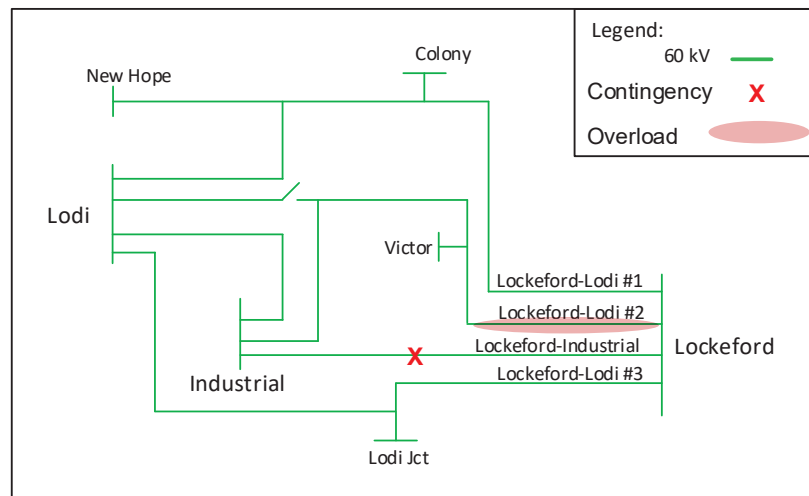 Legend:
60 kV
Contingency X
Overload
Colony
New Hope
Lodi
Victor
Lockeford-Lodi #1
Lockeford-Lodi #2
Lockeford-Industrial
Lockeford
X
Industrial
Lockeford-Lodi #3
Lodi Jct